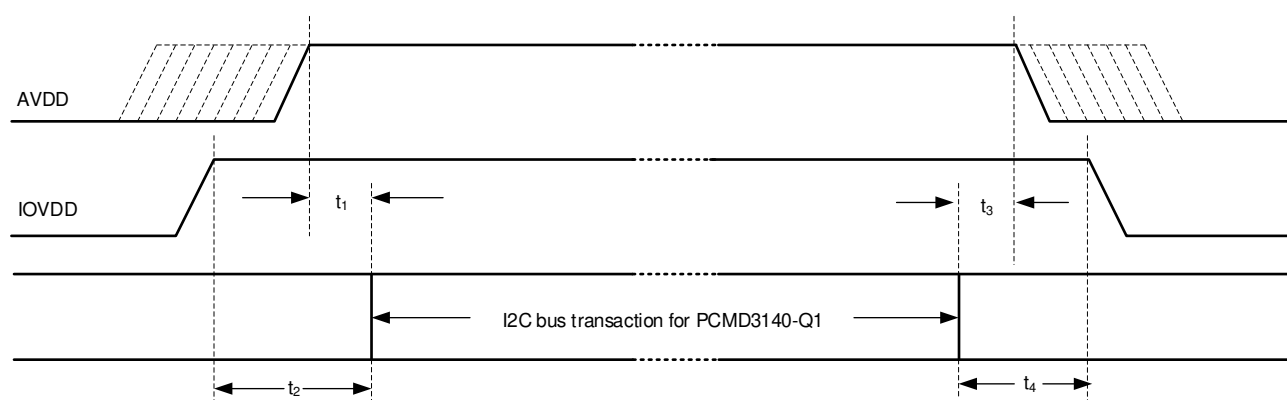 AVDD
IOVDD
t1
t3
I2C bus transaction for PCMD3140-Q1
t2
t4